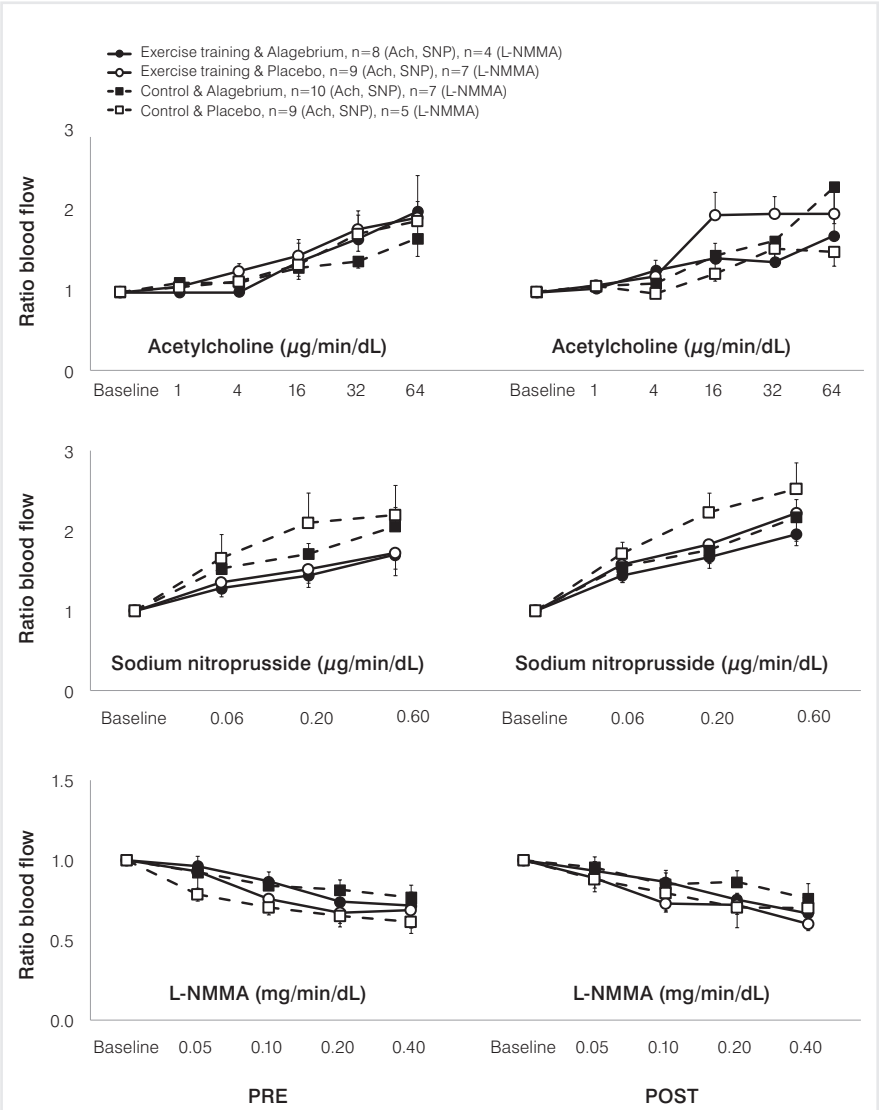 Exercise training & Alagebrium, n=8 (Ach, SNP), n=4 (L-NMMA)
Exercise training & Placebo, n=9 (Ach, SNP), n=7 (L-NMMA)
Control & Alagebrium, n=10 (Ach, SNP), n=7 (L-NMMA)
Control & Placebo, n=9 (Ach, SNP), n=5 (L-NMMA)
3
2
1
0
Ratio blood flow
Acetylcholine (µg/min/dL)
Baseline 1 4 16 32 64
Acetylcholine (µg/min/dL)
Baseline 1 4 16 32 64
3
2
1
0
Ratio blood flow
Sodium nitroprusside (µg/min/dL)
Baseline 0.06 0.20 0.60
Sodium nitroprusside (µg/min/dL)
Baseline 0.06 0.20 0.60
1.5
1.0
0.5
0.0
Ratio blood flow
L-NMMA (mg/min/dL)
Baseline 0.05 0.10 0.20 0.40
L-NMMA (mg/min/dL)
Baseline 0.05 0.10 0.20 0.40
PRE
POST